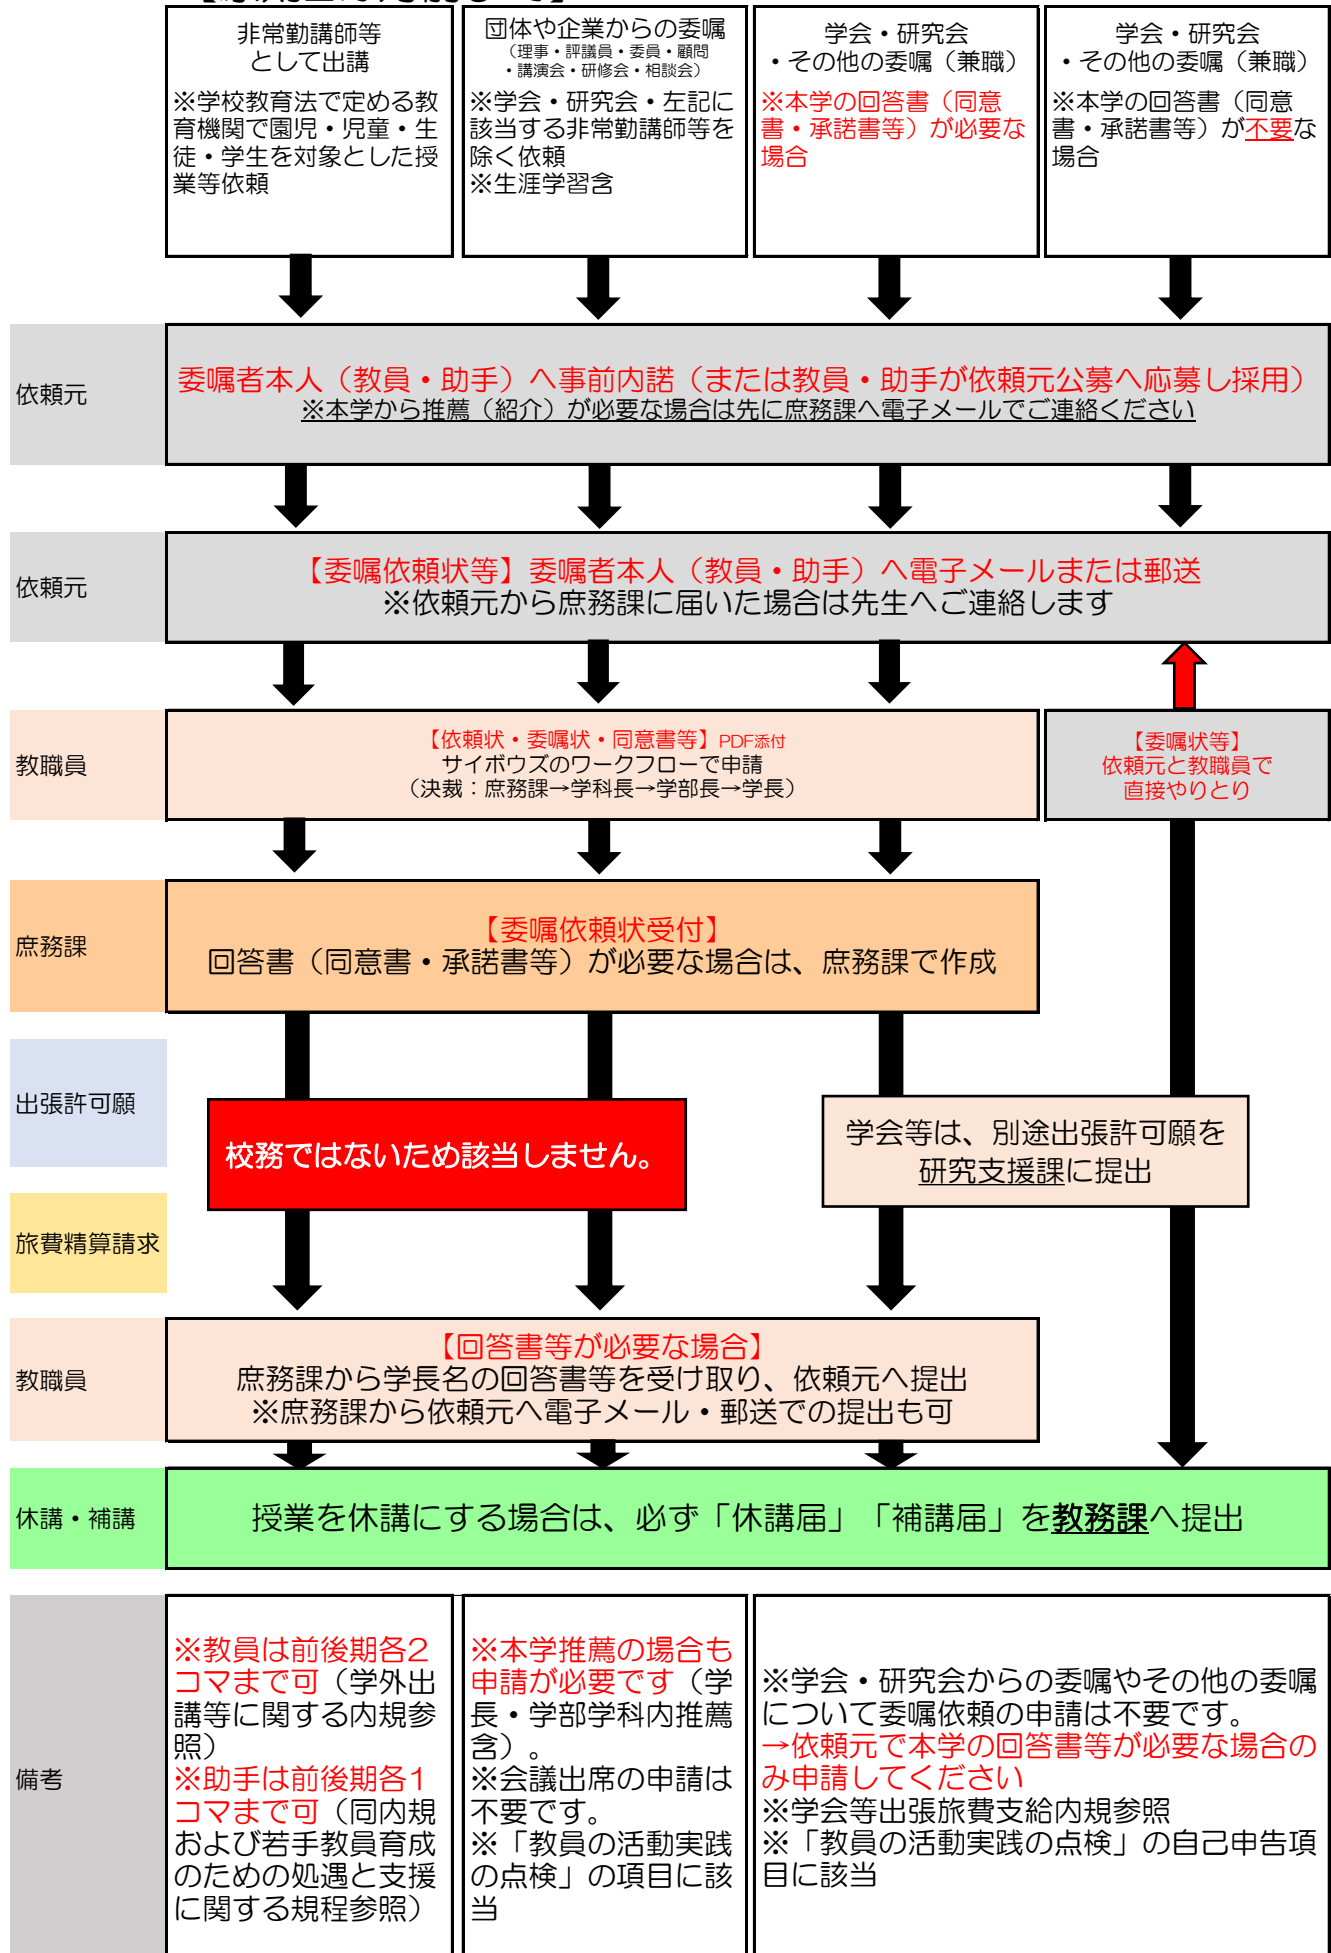 非常勤講師等
として出講
※学校教育法で定める教
育機関で園児・児童・生
徒・学生を対象とした授
業等依頼
団体や企業からの委嘱
（理事・評議員・委員・顧問
・講演会・研修会・相談会）
※学会・研究会・左記に
該当する非常勤講師等を
除く依頼
※生涯学習含
学会・研究会
・その他の委嘱（兼職）
※本学の回答書（同意
書・承諾書等）が必要な
場合
学会・研究会
・その他の委嘱（兼職）
※本学の回答書（同意
書・承諾書等）が不要な
場合
依頼元
委嘱者本人（教員・助手）へ事前内諾（または教員・助手が依頼元公募へ応募し採用）
※本学から推薦（紹介）が必要な場合は先に庶務課へ電子メールでご連絡ください
依頼元
【委嘱依頼状等】委嘱者本人（教員・助手）へ電子メールまたは郵送
※依頼元から庶務課に届いた場合は先生へご連絡します
教職員
【依頼状・委嘱状・同意書等】PDF添付
サイボウズのワークフローで申請
（決裁：庶務課→学科長→学部長→学長）
【委嘱状等】
依頼元と教職員で
直接やりとり
庶務課
【委嘱依頼状受付】
回答書（同意書・承諾書等）が必要な場合は、庶務課で作成
出張許可願
校務ではないため該当しません。
学会等は、別途出張許可願を
研究支援課に提出
旅費精算請求
教職員
【回答書等が必要な場合】
庶務課から学長名の回答書等を受け取り、依頼元へ提出
※庶務課から依頼元へ電子メール・郵送での提出も可
休講・補講
授業を休講にする場合は、必ず「休講届」「補講届」を教務課へ提出
備考
※教員は前後期各2
コマまで可（学外出
講等に関する内規参
照）
※助手は前後期各1
コマまで可（同内規
および若手教員育成
のための処遇と支援
に関する規程参照）
※本学推薦の場合も
申請が必要です（学
長・学部学科内推薦
含）。
※会議出席の申請は
不要です。
※「教員の活動実践
の点検」の項目に該
当
※学会・研究会からの委嘱やその他の委嘱
について委嘱依頼の申請は不要です。
→依頼元で本学の回答書等が必要な場合の
み申請してください
※学会等出張旅費支給内規参照
※「教員の活動実践の点検」の自己申告項
目に該当